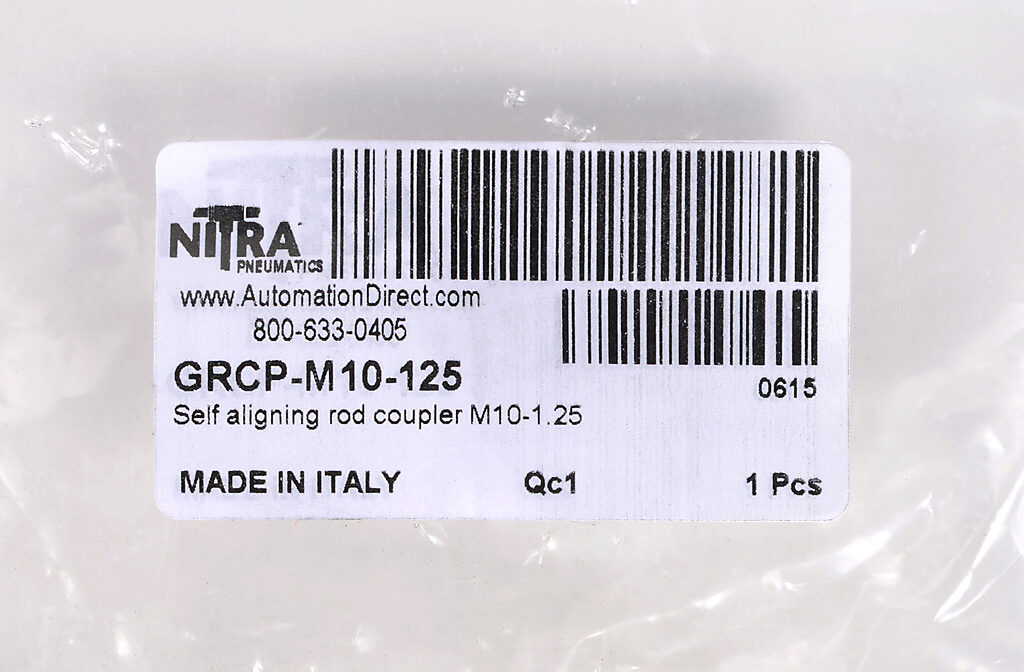 NITRA
PNEUMATICS
www.AutomationDirect.com
800-633-0405
GRCP-M10-125
0615
Self aligning rod coupler M10-1.25
MADE IN ITALY Qc1 1 Pcs